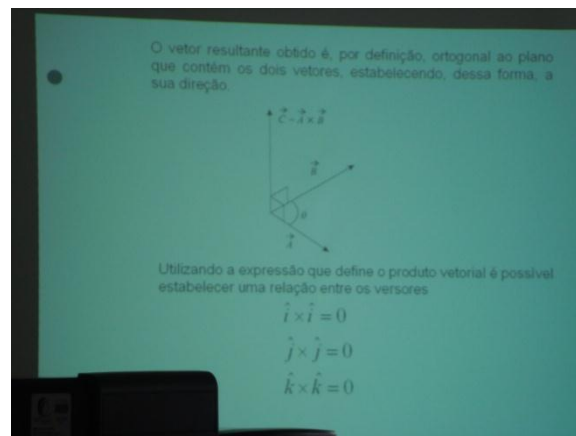 O vetor resultante obtido é, por definição, ortogonal ao plano
que contém os dois vetores, estabelecendo, dessa forma, a
sua direção.
C⃗ = A⃗ × B⃗
B⃗
θ
A⃗
Utilizando a expressão que define o produto vetorial é possível
estabelecer uma relação entre os versores
î × î = 0
ĵ × ĵ = 0
k̂ × k̂ = 0